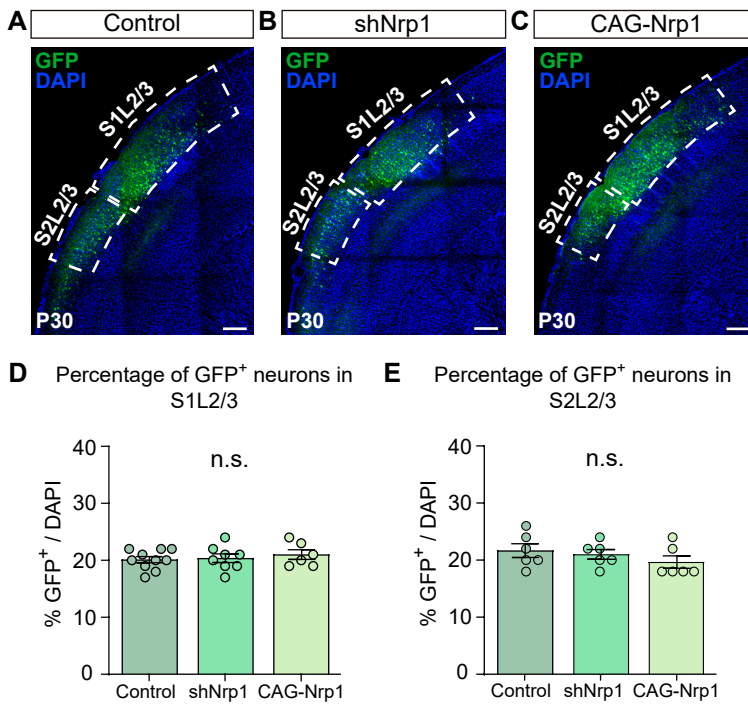 A Control
GFP
DAPI
S1L2/3
S2L2/3
P30
B shNrp1
GFP
DAPI
S1L2/3
S2L2/3
P30
C CAG-Nrp1
GFP
DAPI
S1L2/3
S2L2/3
P30
D Percentage of GFP⁺ neurons in
S1L2/3
n.s.
% GFP⁺ / DAPI
40
30
20
10
0
Control shNrp1 CAG-Nrp1
E Percentage of GFP⁺ neurons in
S2L2/3
n.s.
% GFP⁺ / DAPI
40
30
20
10
0
Control shNrp1 CAG-Nrp1